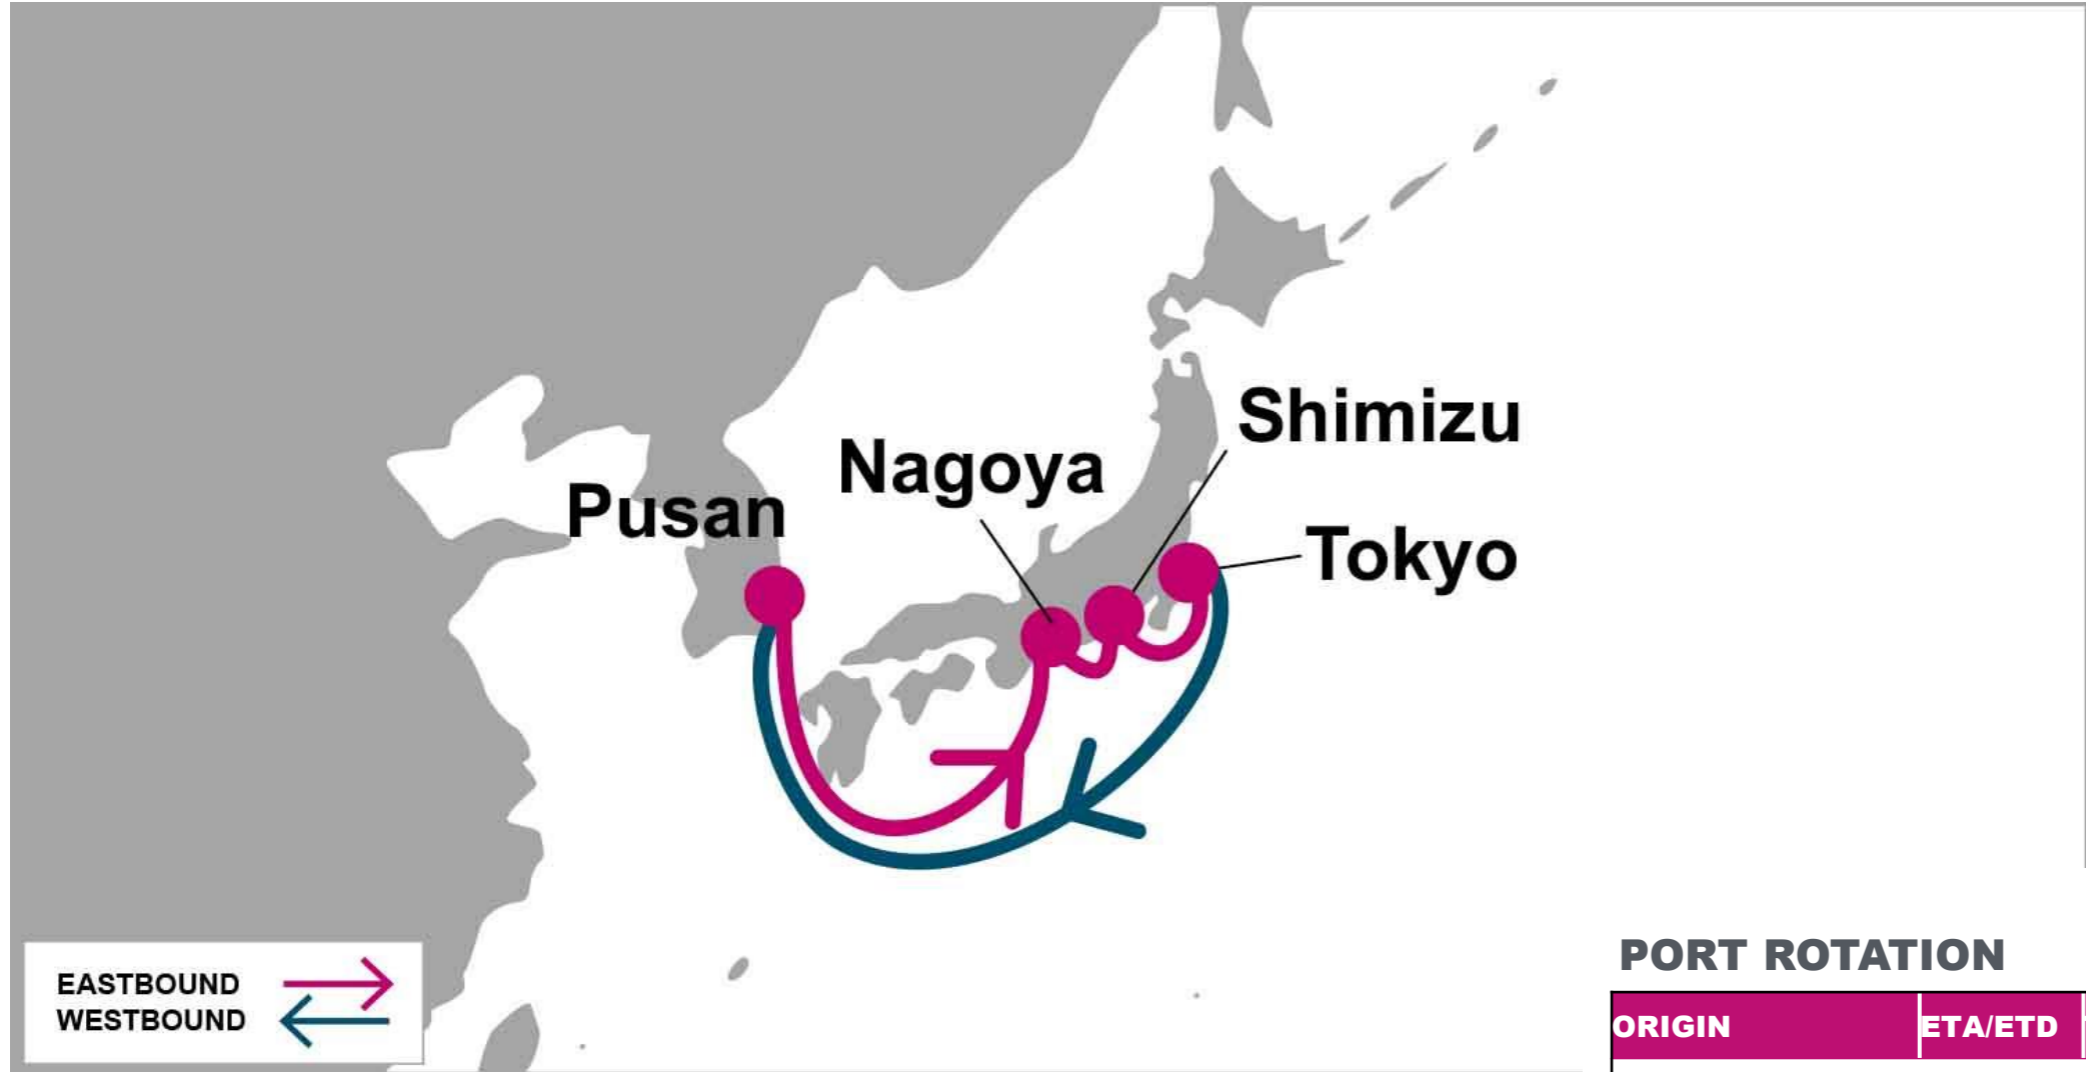 Shimizu
Nagoya
Pusan
Tokyo
PORT ROTATION
EASTBOUND
WESTBOUND
ORIGIN ETA/ETD